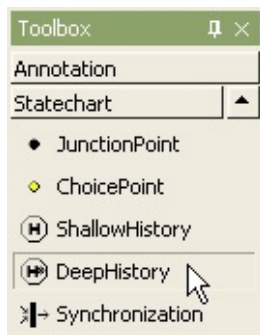 Toolbox
Annotation
Statechart
JunctionPoint
ChoicePoint
H ShallowHistory
H* DeepHistory
Synchronization